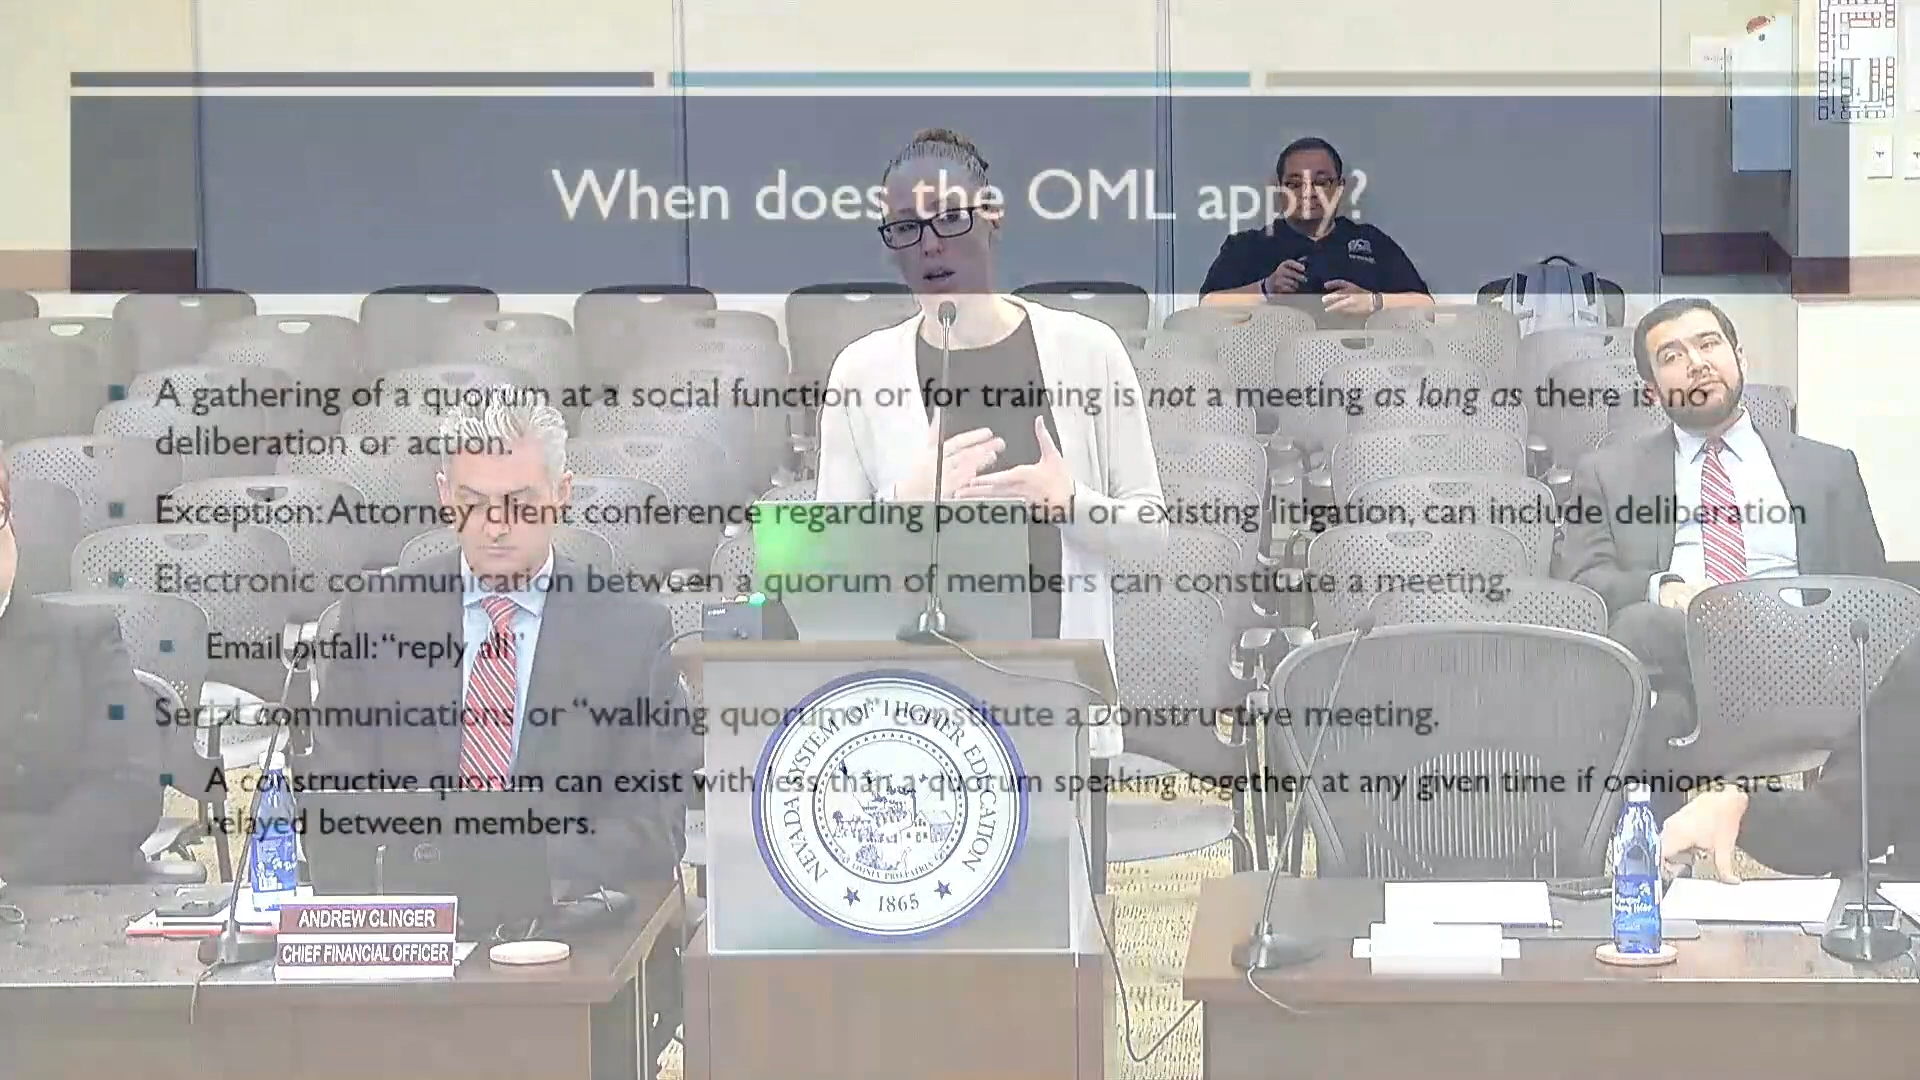 When does the OML apply?
A gathering of a quorum at a social function or for training is not a meeting as long as there is no
deliberation or action.
Exception: Attorney client conference regarding potential or existing litigation, can include deliberation
Electronic communication between a quorum of members can constitute a meeting.
Email pitfall: “reply all”
Serial communications or “walking quorums” constitute a constructive meeting.
A constructive quorum can exist with less than a quorum speaking together at any given time if opinions are
relayed between members.
NEVADA SYSTEM OF HIGHER EDUCATION
OMNIA PRO PATRIA
1865
ANDREW CLINGER
CHIEF FINANCIAL OFFICER